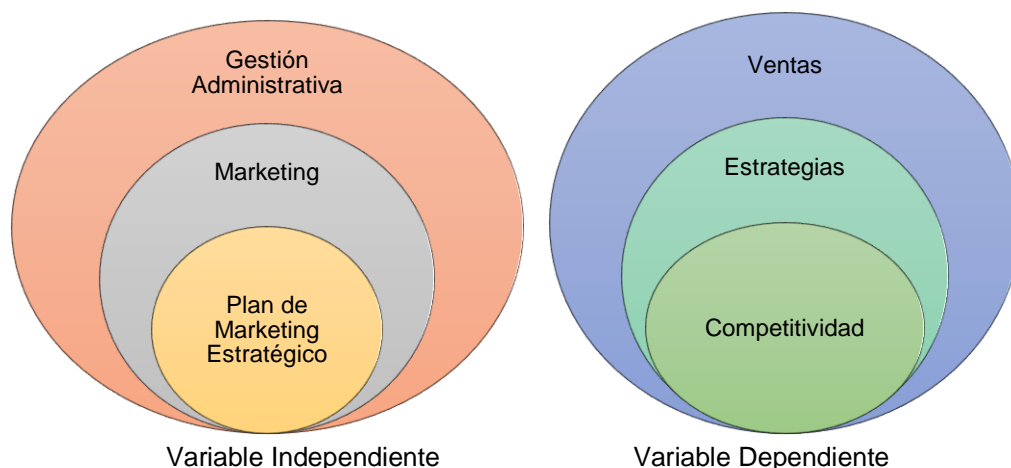 Gestión
Administrativa
Marketing
Plan de
Marketing
Estratégico
Variable Independiente
Ventas
Estrategias
Competitividad
Variable Dependiente